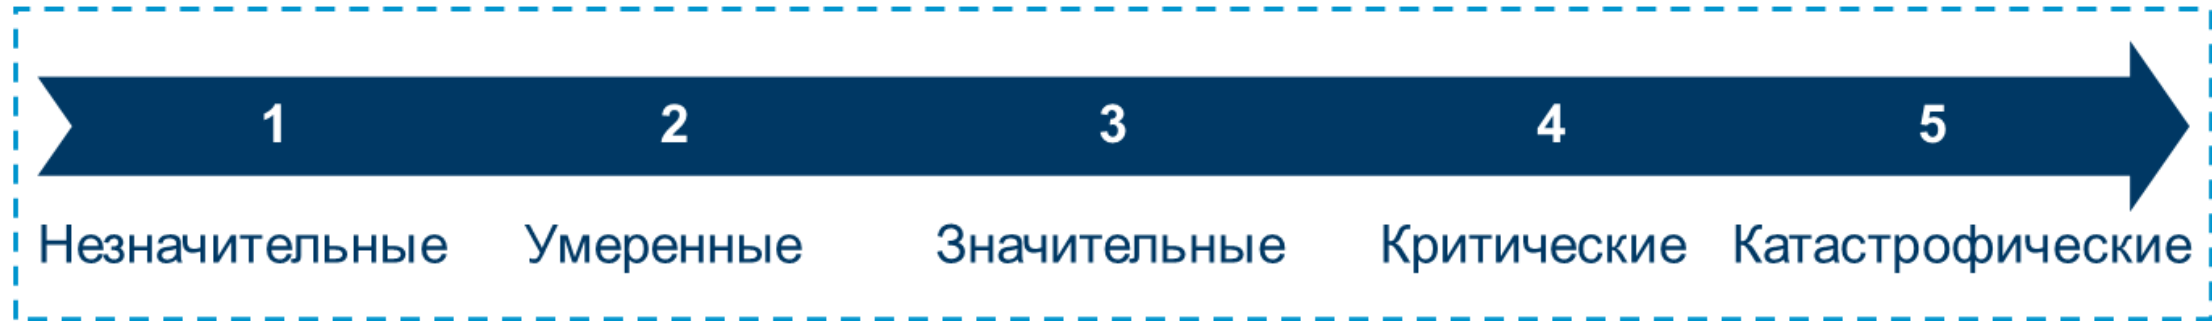 1 2 3 4 5
Незначительные Умеренные Значительные Критические Катастрофические